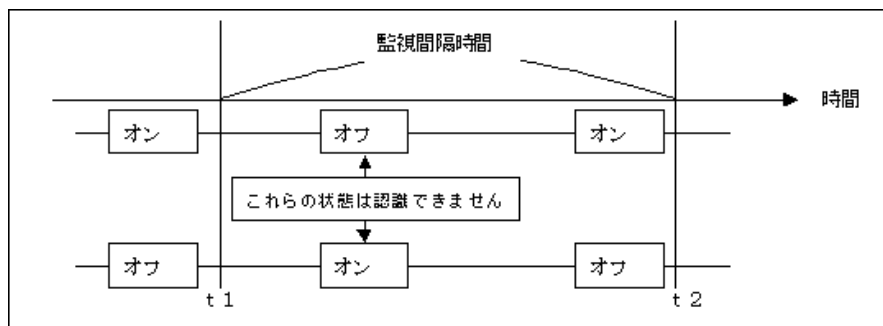 監視間隔時間
時間
オン オフ オン
これらの状態は認識できません
オフ オン オフ
ｔ１ ｔ２